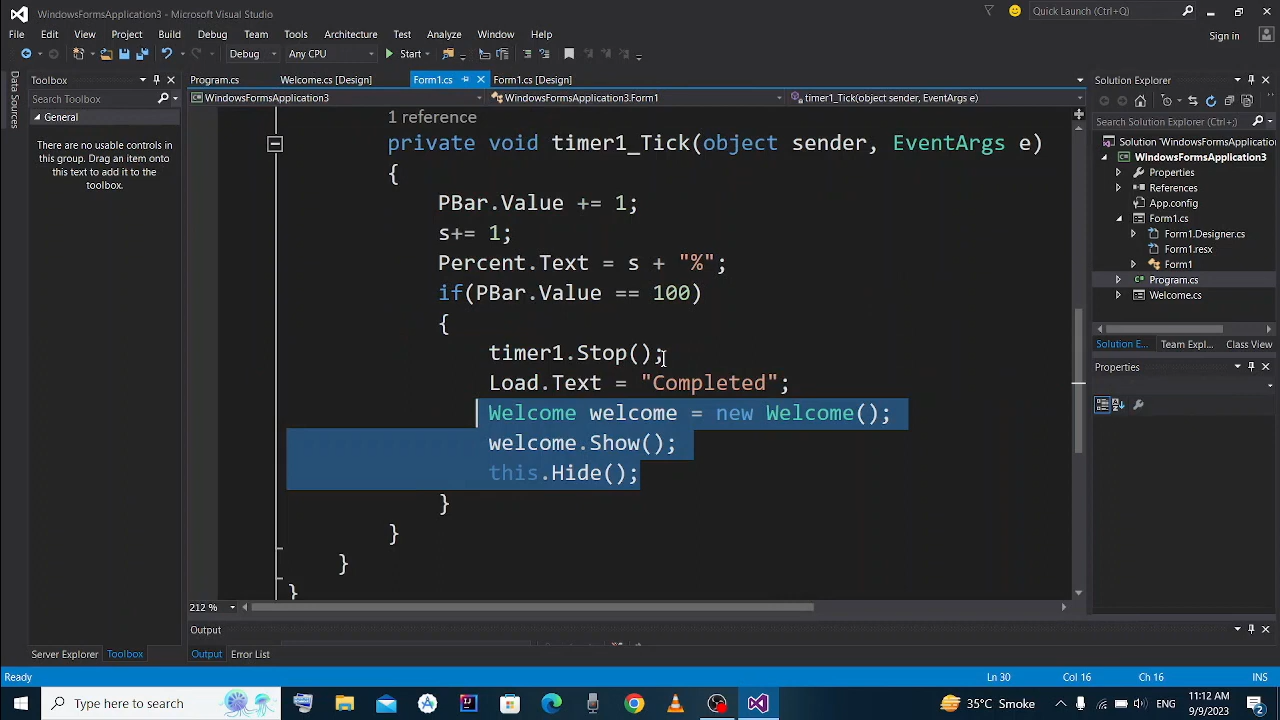 WindowsFormsApplication3 - Microsoft Visual Studio
Quick Launch (Ctrl+Q)
File Edit View Project Build Debug Team Tools Architecture Test Analyze Window Help
Sign in
Debug Any CPU Start
Data Sources
Toolbox
Search Toolbox
General
There are no usable controls in
this group. Drag an item onto
this text to add it to the
toolbox.
Program.cs Welcome.cs [Design] Form1.cs Form1.cs [Design]
WindowsFormsApplication3 WindowsFormsApplication3.Form1 timer1_Tick(object sender, EventArgs e)
1 reference
private void timer1_Tick(object sender, EventArgs e)
{
PBar.Value += 1;
s+= 1;
Percent.Text = s + "%";
if(PBar.Value == 100)
{
timer1.Stop();
Load.Text = "Completed";
Welcome welcome = new Welcome();
welcome.Show();
this.Hide();
}
}
}
}
212 %
Output
Server Explorer Toolbox
Output Error List
Solution Explorer
Search Solution Explorer (Ctrl+;)
Solution 'WindowsFormsApplication
WindowsFormsApplication3
Properties
References
App.config
Form1.cs
Form1.Designer.cs
Form1.resx
Form1
Program.cs
Welcome.cs
Solution E... Team Expl... Class View
Properties
Ready Ln 30 Col 16 Ch 16 INS
Type here to search
35°C Smoke
ENG
11:12 AM
9/9/2023
2